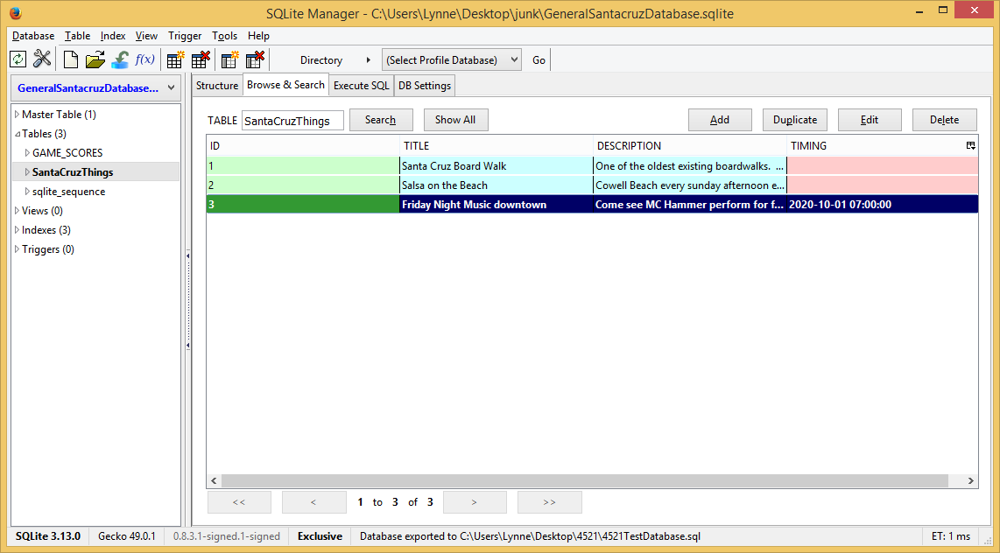 SQLite Manager - C:\Users\Lynne\Desktop\junk\GeneralSantacruzDatabase.sqlite
Database Table Index View Trigger Tools Help
f(x) Directory (Select Profile Database) Go
GeneralSantacruzDatabase...
Master Table (1)
Tables (3)
GAME_SCORES
SantaCruzThings
sqlite_sequence
Views (0)
Indexes (3)
Triggers (0)
Structure Browse & Search Execute SQL DB Settings
TABLE SantaCruzThings Search Show All Add Duplicate Edit Delete
ID TITLE DESCRIPTION TIMING
1 Santa Cruz Board Walk One of the oldest existing boardwalks. ...
2 Salsa on the Beach Cowell Beach every sunday afternoon e...
3 Friday Night Music downtown Come see MC Hammer perform for f... 2020-10-01 07:00:00
<< < 1 to 3 of 3 > >>
SQLite 3.13.0 Gecko 49.0.1 0.8.3.1-signed.1-signed Exclusive Database exported to C:\Users\Lynne\Desktop\4521\4521TestDatabase.sql ET: 1 ms